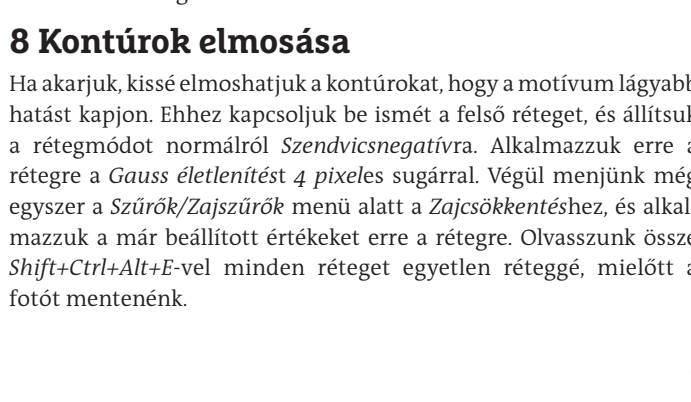 8 Kontúrok elmosása
Ha akarjuk, kissé elmoshatjuk a kontúrokat, hogy a motívum lágyabb
hatást kapjon. Ehhez kapcsoljuk be ismét a felső réteget, és állítsuk
a rétegmódot normálról Szendvicsnegatívra. Alkalmazzuk erre a
rétegre a Gauss életlenítést 4 pixeles sugárral. Végül menjünk még
egyszer a Szűrők/Zajszűrők menü alatt a Zajcsökkentéshez, és alkal
mazzuk a már beállított értékeket erre a rétegre. Olvasszunk össze
Shift+Ctrl+Alt+E-vel minden réteget egyetlen réteggé, mielőtt a
fotót mentenénk.